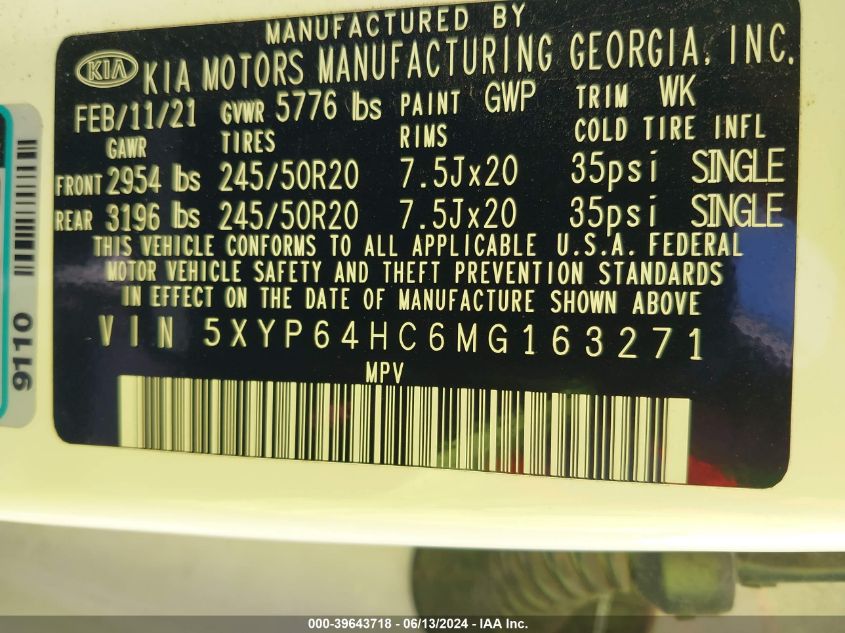 MANUFACTURED BY
KIA KIA MOTORS MANUFACTURING GEORGIA, INC.
FEB/11/21 GVWR 5776 lbs PAINT GWP TRIM WK
GAWR TIRES RIMS COLD TIRE INFL
FRONT 2954 lbs 245/50R20 7.5Jx20 35psi SINGLE
REAR 3196 lbs 245/50R20 7.5Jx20 35psi SINGLE
THIS VEHICLE CONFORMS TO ALL APPLICABLE U.S.A. FEDERAL
MOTOR VEHICLE SAFETY AND THEFT PREVENTION STANDARDS
IN EFFECT ON THE DATE OF MANUFACTURE SHOWN ABOVE
VIN 5XYP64HC6MG163271
MPV
9110
000-39643718 - 06/13/2024 - IAA Inc.